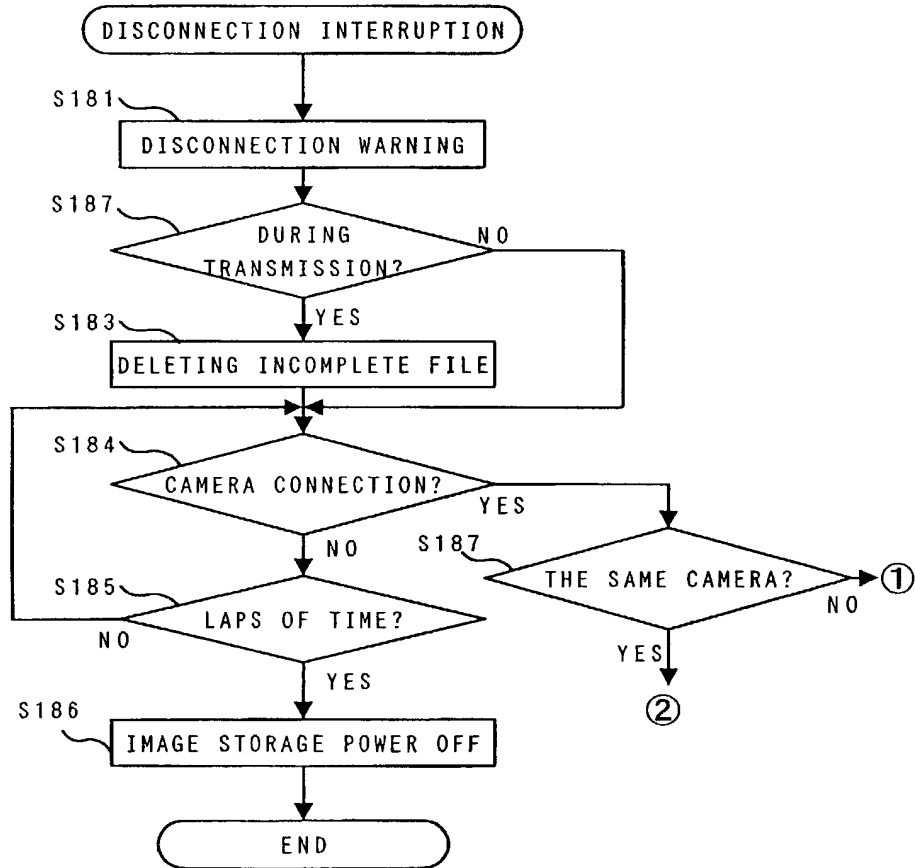 DISCONNECTION INTERRUPTION
S181
DISCONNECTION WARNING
S187
DURING
TRANSMISSION?
NO
YES
S183
DELETING INCOMPLETE FILE
S184
CAMERA CONNECTION?
YES
NO
S187
THE SAME CAMERA?
①
NO
YES
②
S185
LAPS OF TIME?
NO
YES
S186
IMAGE STORAGE POWER OFF
END